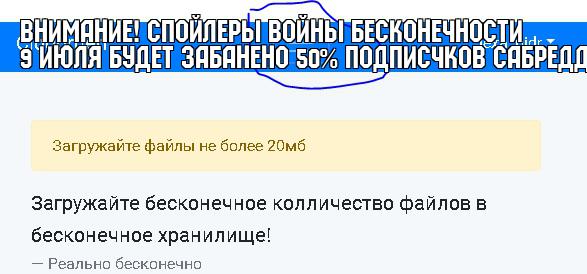 ВНИМАНИЕ! СПОЙЛЕРЫ ВОЙНЫ БЕСКОНЕЧНОСТИ
9 ИЮЛЯ БУДЕТ ЗАБАНЕНО 50% ПОДПИСЧКОВ САБРЕДД
Загружайте файлы не более 20мб
Загружайте бесконечное колличество файлов в
бесконечное хранилище!
— Реально бесконечно